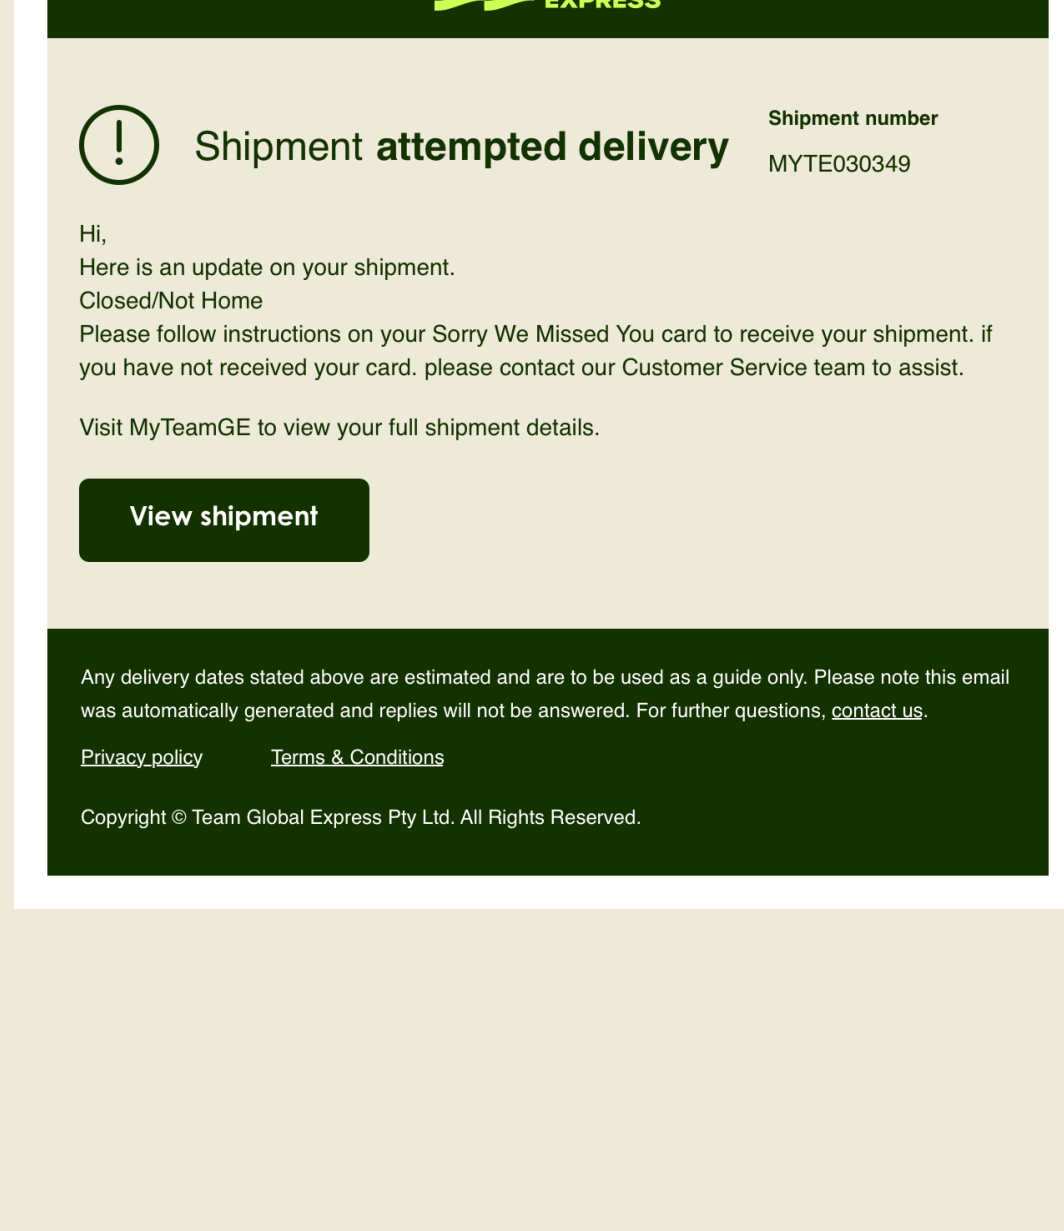 EXPRESS
Shipment attempted delivery
Shipment number
MYTE030349
Hi,
Here is an update on your shipment.
Closed/Not Home
Please follow instructions on your Sorry We Missed You card to receive your shipment. if
you have not received your card. please contact our Customer Service team to assist.
Visit MyTeamGE to view your full shipment details.
View shipment
Any delivery dates stated above are estimated and are to be used as a guide only. Please note this email
was automatically generated and replies will not be answered. For further questions, contact us.
Privacy policy
Terms & Conditions
Copyright © Team Global Express Pty Ltd. All Rights Reserved.